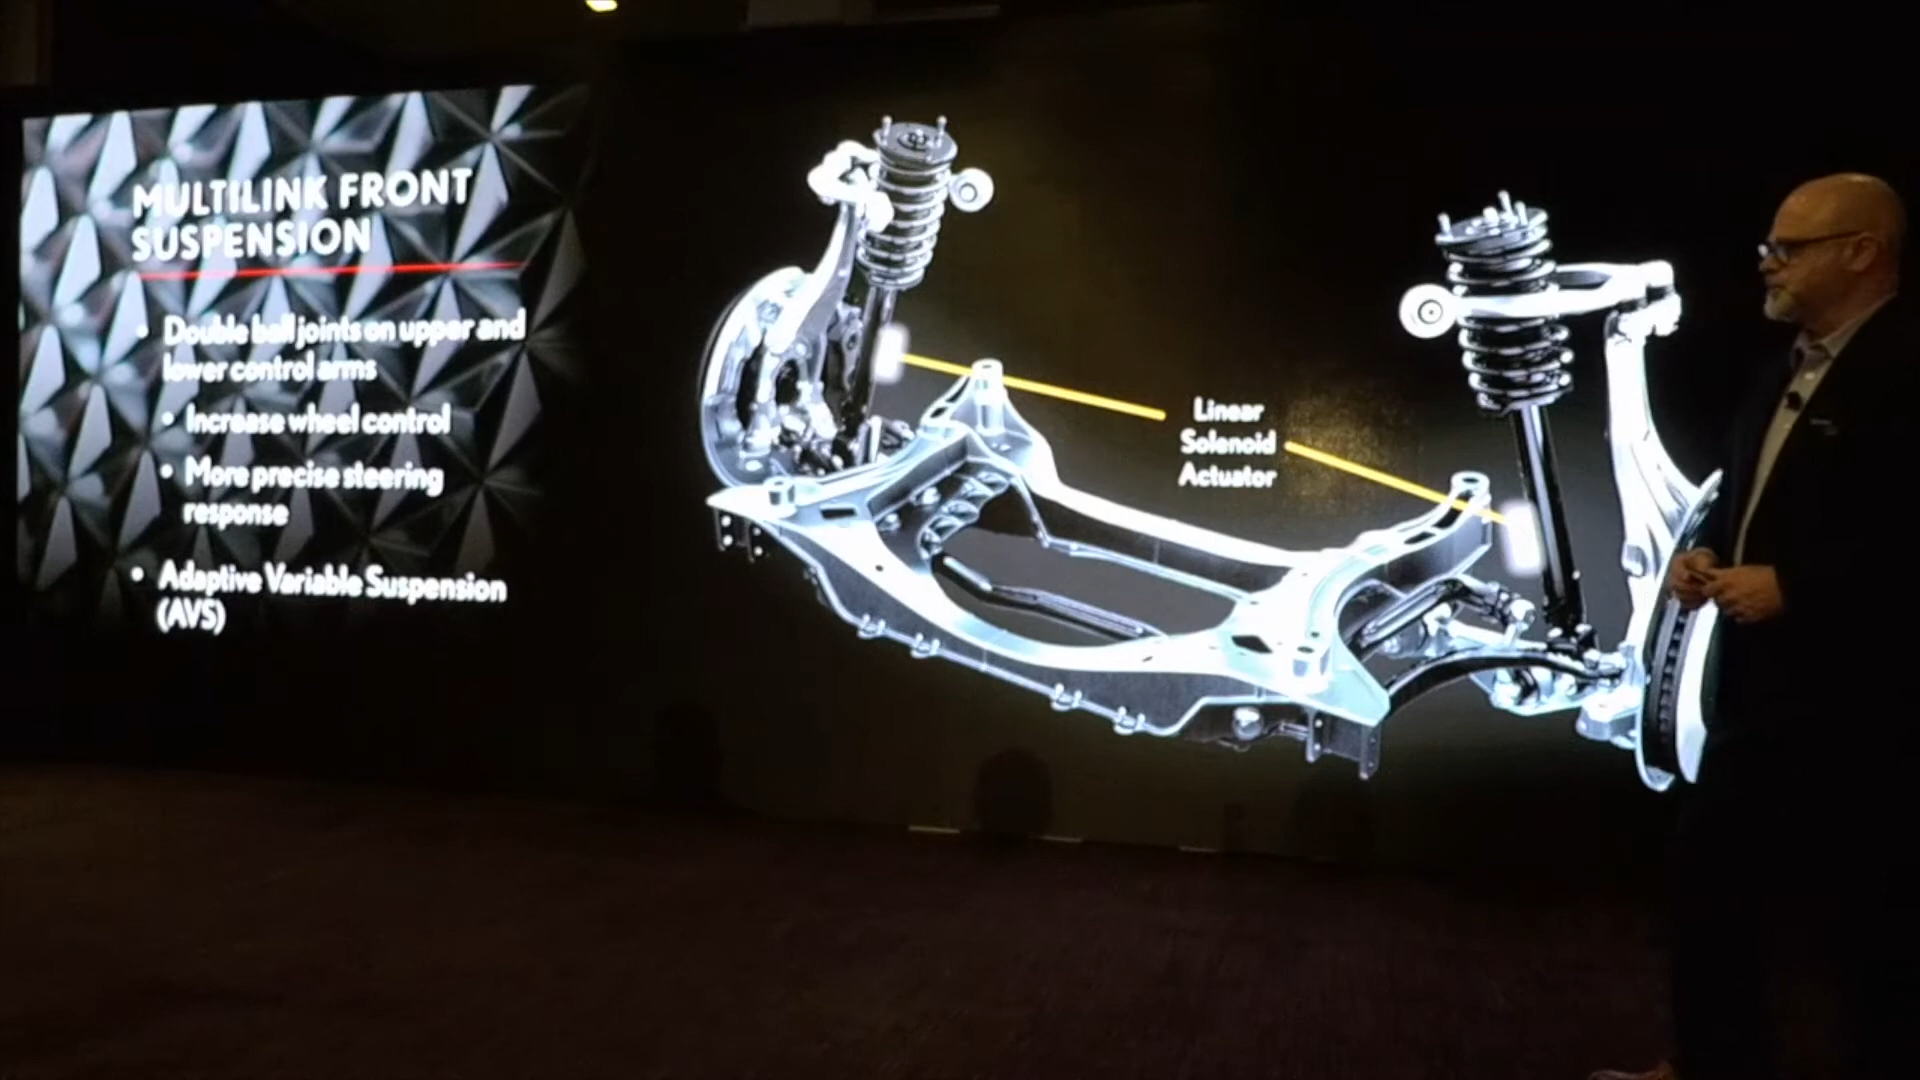 MULTILINK FRONT
SUSPENSION
• Double ball joints on upper and
lower control arms
• Increase wheel control
• More precise steering
response
• Adaptive Variable Suspension
(AVS)
Linear
Solenoid
Actuator